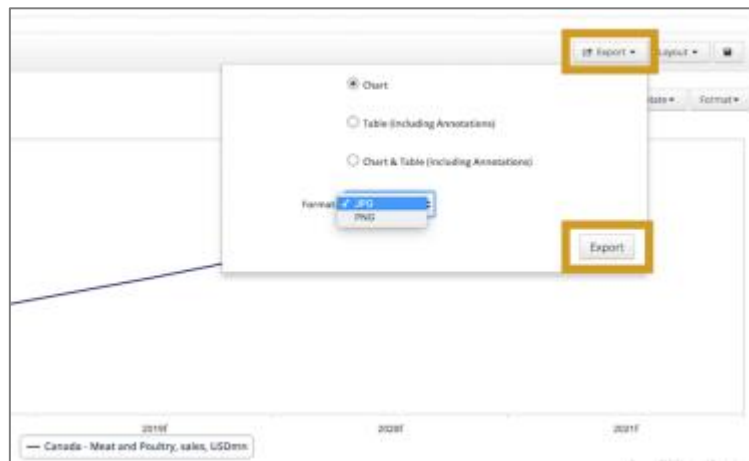 Export
Layout
Chart
Format
Table (Including Annotations)
Chart & Table (Including Annotations)
Format
JPG
PNG
Export
2019f
2020f
2021f
Canada - Meat and Poultry, sales, USDmn